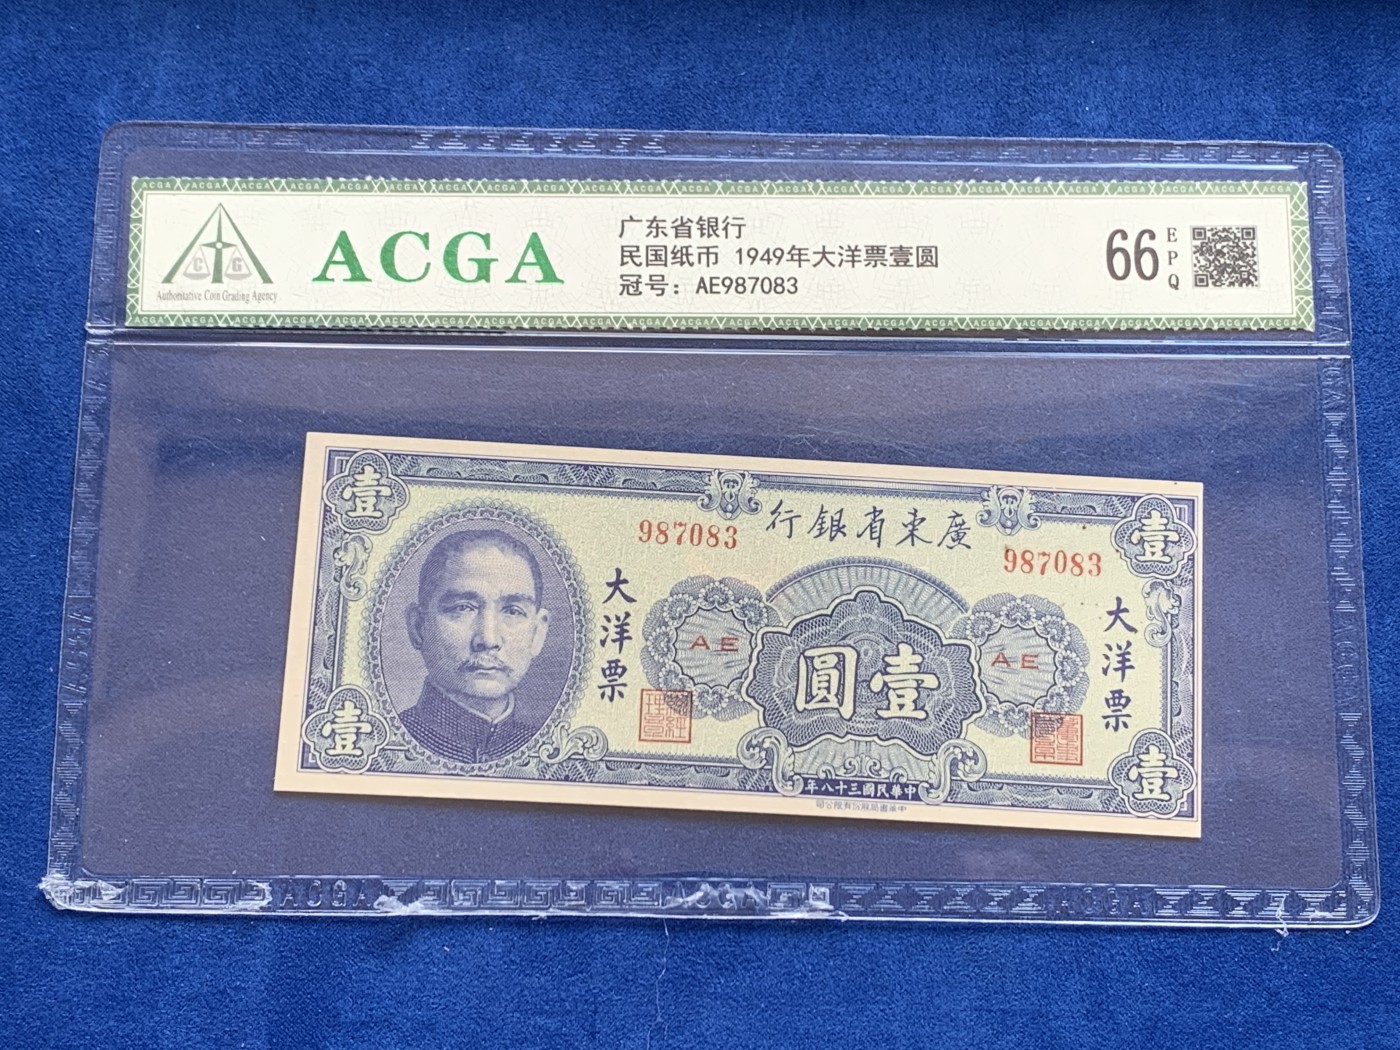 ACGA
Authoritative Coin Grading Agency
广东省银行
民国纸币 1949年大洋票壹圆
冠号：AE987083
66 EPQ
壹
壹
行銀省東廣
987083
987083
大洋票
大洋票
AE
AE
圓壹
壹
壹
年八十三國民華中
ACGA
ACGA
ACGA